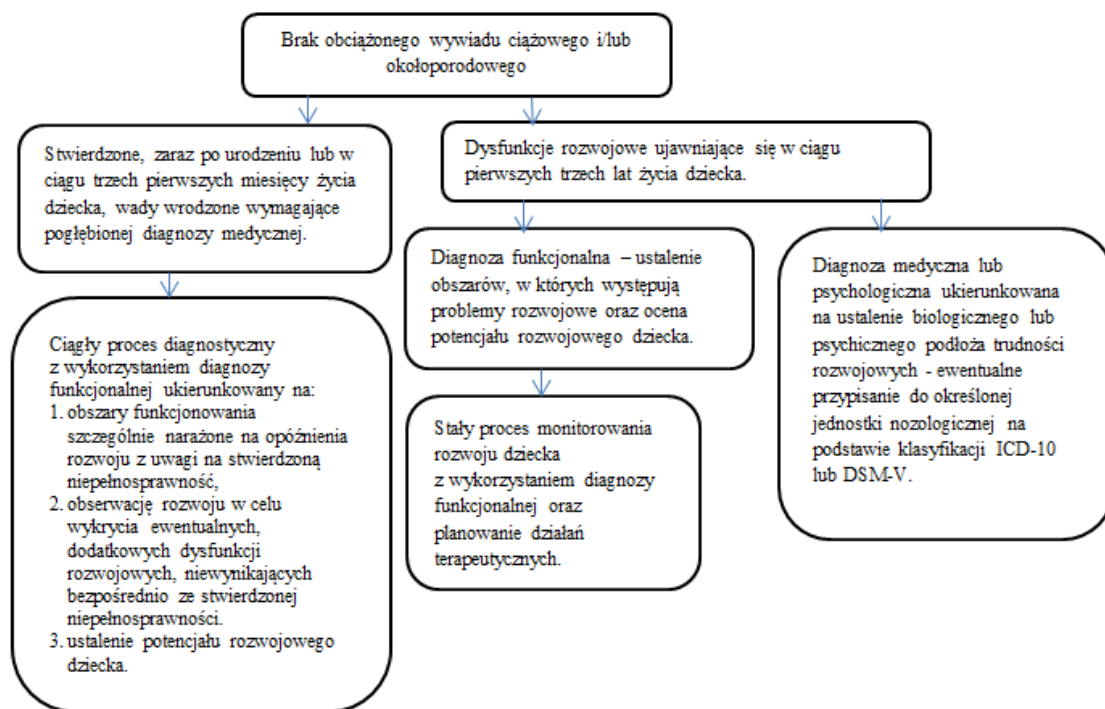 Brak obciążonego wywiadu ciążowego i/lub
okołoporodowego
Stwierdzone, zaraz po urodzeniu lub w
ciągu trzech pierwszych miesięcy życia
dziecka, wady wrodzone wymagające
pogłębionej diagnozy medycznej.
Dysfunkcje rozwojowe ujawniające się w ciągu
pierwszych trzech lat życia dziecka.
Ciągły proces diagnostyczny
z wykorzystaniem diagnozy
funkcjonalnej ukierunkowany na:
1. obszary funkcjonowania
szczególnie narażone na opóźnienia
rozwoju z uwagi na stwierdzoną
niepełnosprawność,
2. obserwację rozwoju w celu
wykrycia ewentualnych,
dodatkowych dysfunkcji
rozwojowych, niewynikających
bezpośrednio ze stwierdzonej
niepełnosprawności.
3. ustalenie potencjału rozwojowego
dziecka.
Diagnoza funkcjonalna – ustalenie
obszarów, w których występują
problemy rozwojowe oraz ocena
potencjału rozwojowego dziecka.
Stały proces monitorowania
rozwoju dziecka
z wykorzystaniem diagnozy
funkcjonalnej oraz
planowanie działań
terapeutycznych.
Diagnoza medyczna lub
psychologiczna ukierunkowana
na ustalenie biologicznego lub
psychicznego podłoża trudności
rozwojowych - ewentualne
przypisanie do określonej
jednostki nozologicznej na
podstawie klasyfikacji ICD-10
lub DSM-V.